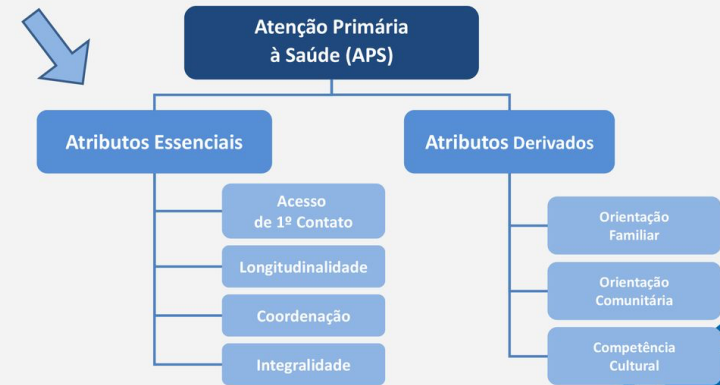 Atenção Primária
à Saúde (APS)
Atributos Essenciais
Atributos Derivados
Acesso
de 1º Contato
Longitudinalidade
Coordenação
Integralidade
Orientação
Familiar
Orientação
Comunitária
Competência
Cultural